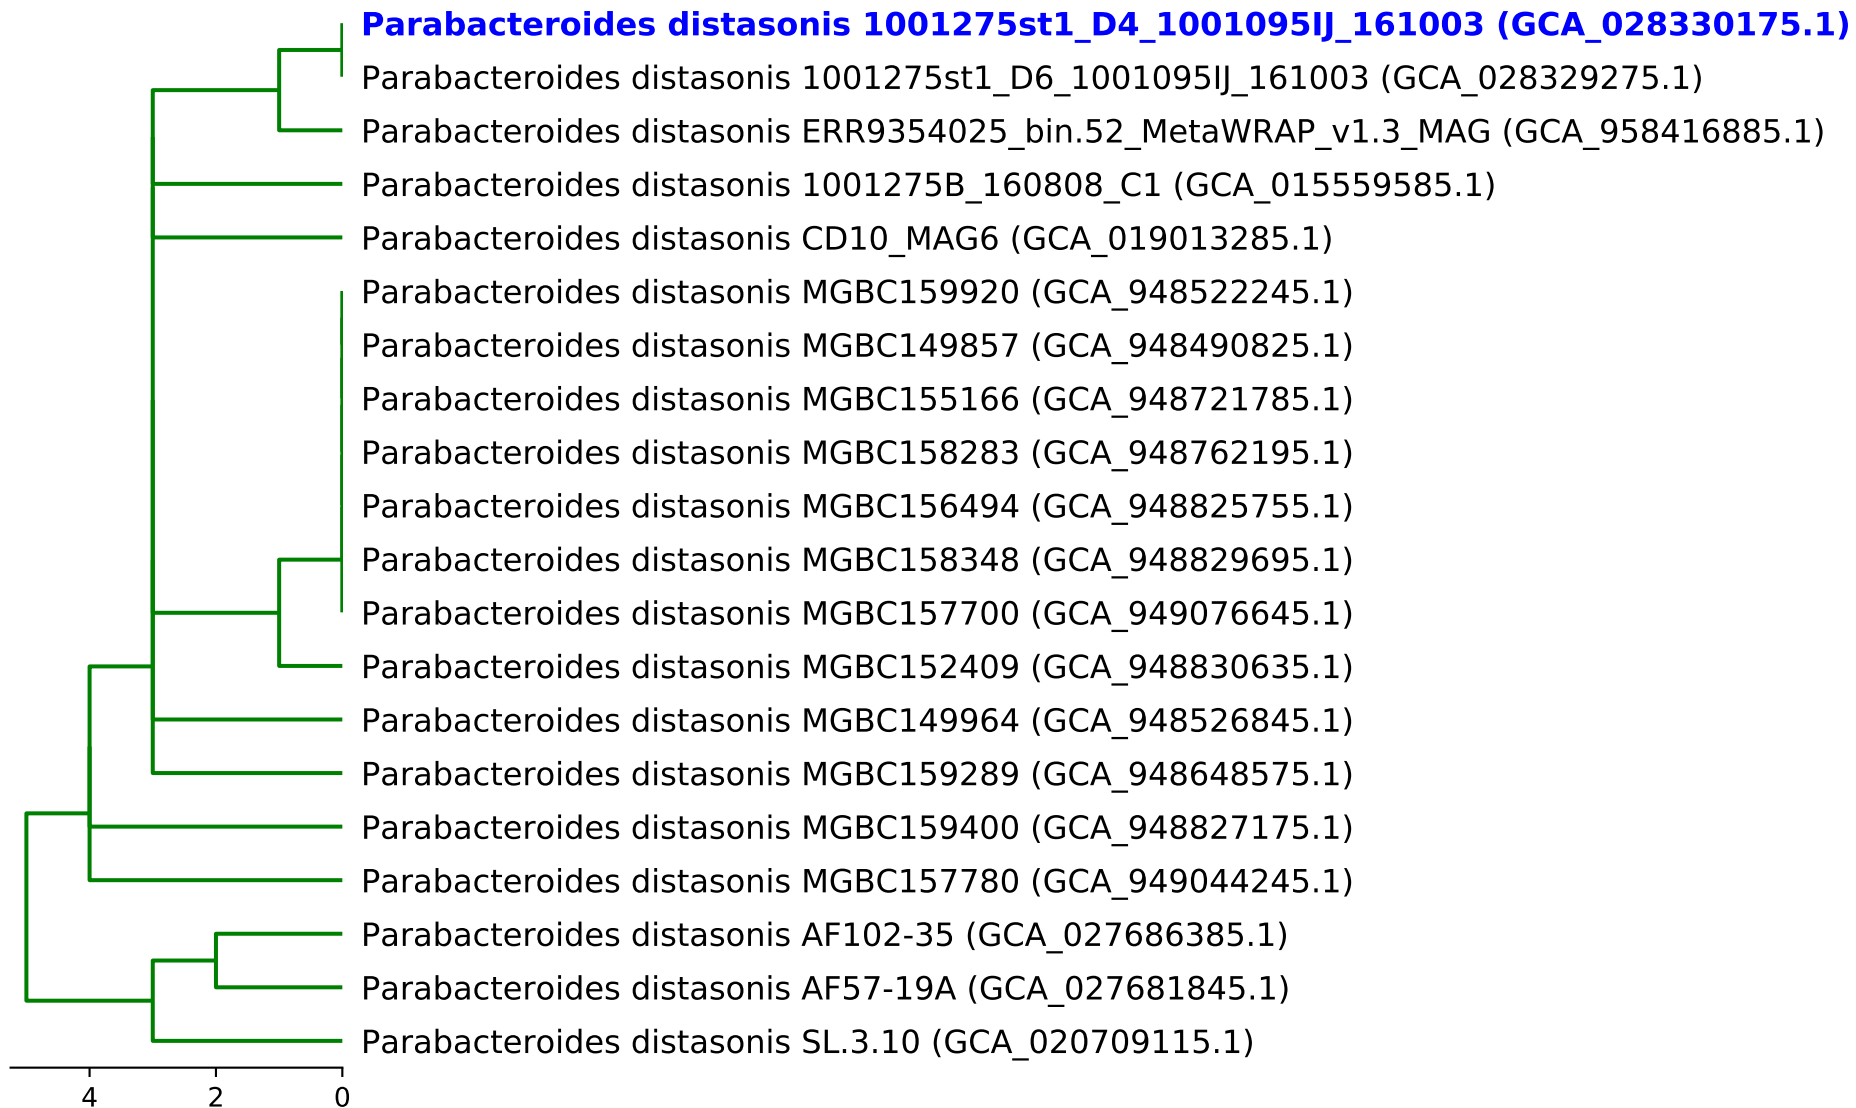 Parabacteroides distasonis 1001275st1_D4_1001095IJ_161003 (GCA_028330175.1)
Parabacteroides distasonis 1001275st1_D6_1001095IJ_161003 (GCA_028329275.1)
Parabacteroides distasonis ERR9354025_bin.52_MetaWRAP_v1.3_MAG (GCA_958416885.1)
Parabacteroides distasonis 1001275B_160808_C1 (GCA_015559585.1)
Parabacteroides distasonis CD10_MAG6 (GCA_019013285.1)
Parabacteroides distasonis MGBC159920 (GCA_948522245.1)
Parabacteroides distasonis MGBC149857 (GCA_948490825.1)
Parabacteroides distasonis MGBC155166 (GCA_948721785.1)
Parabacteroides distasonis MGBC158283 (GCA_948762195.1)
Parabacteroides distasonis MGBC156494 (GCA_948825755.1)
Parabacteroides distasonis MGBC158348 (GCA_948829695.1)
Parabacteroides distasonis MGBC157700 (GCA_949076645.1)
Parabacteroides distasonis MGBC152409 (GCA_948830635.1)
Parabacteroides distasonis MGBC149964 (GCA_948526845.1)
Parabacteroides distasonis MGBC159289 (GCA_948648575.1)
Parabacteroides distasonis MGBC159400 (GCA_948827175.1)
Parabacteroides distasonis MGBC157780 (GCA_949044245.1)
Parabacteroides distasonis AF102-35 (GCA_027686385.1)
Parabacteroides distasonis AF57-19A (GCA_027681845.1)
Parabacteroides distasonis SL.3.10 (GCA_020709115.1)
4 2 0